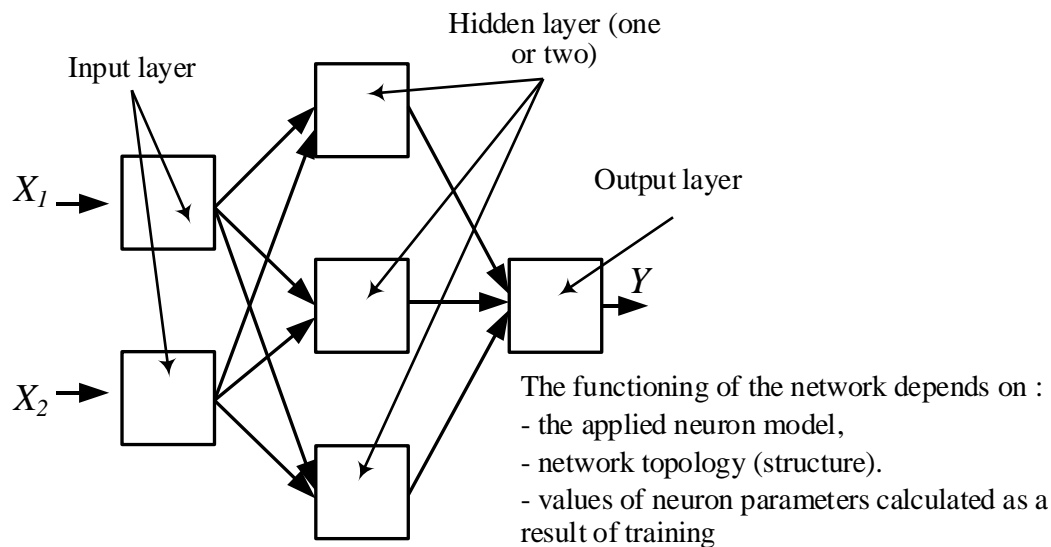 Hidden layer (one
or two)
Input layer
Output layer
X1
Y
X2
The functioning of the network depends on :
- the applied neuron model,
- network topology (structure).
- values of neuron parameters calculated as a
result of training